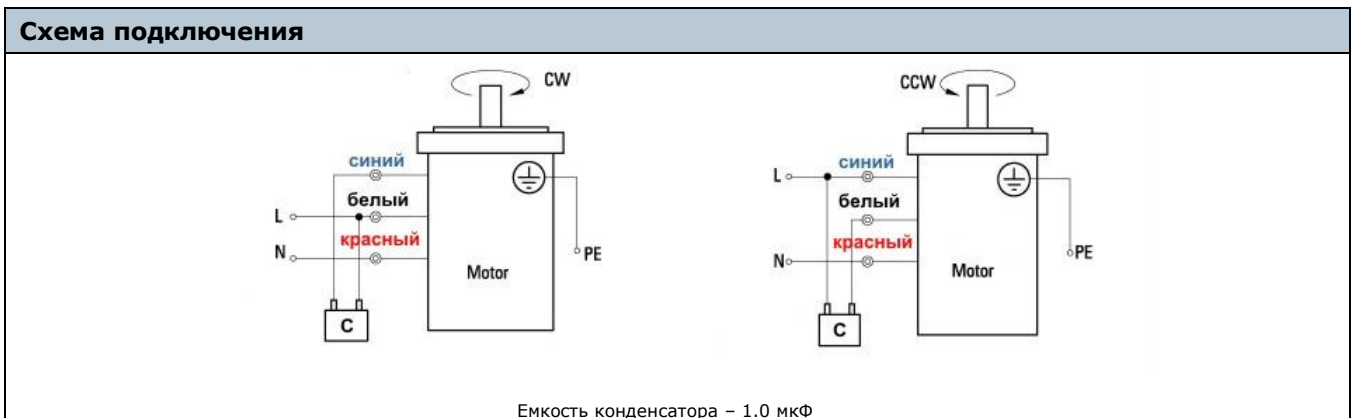 Схема подключения
CW
синий
белый
L
красный
N
PE
Motor
C
CCW
синий
L
белый
красный
N
PE
Motor
C
Емкость конденсатора – 1.0 мкФ